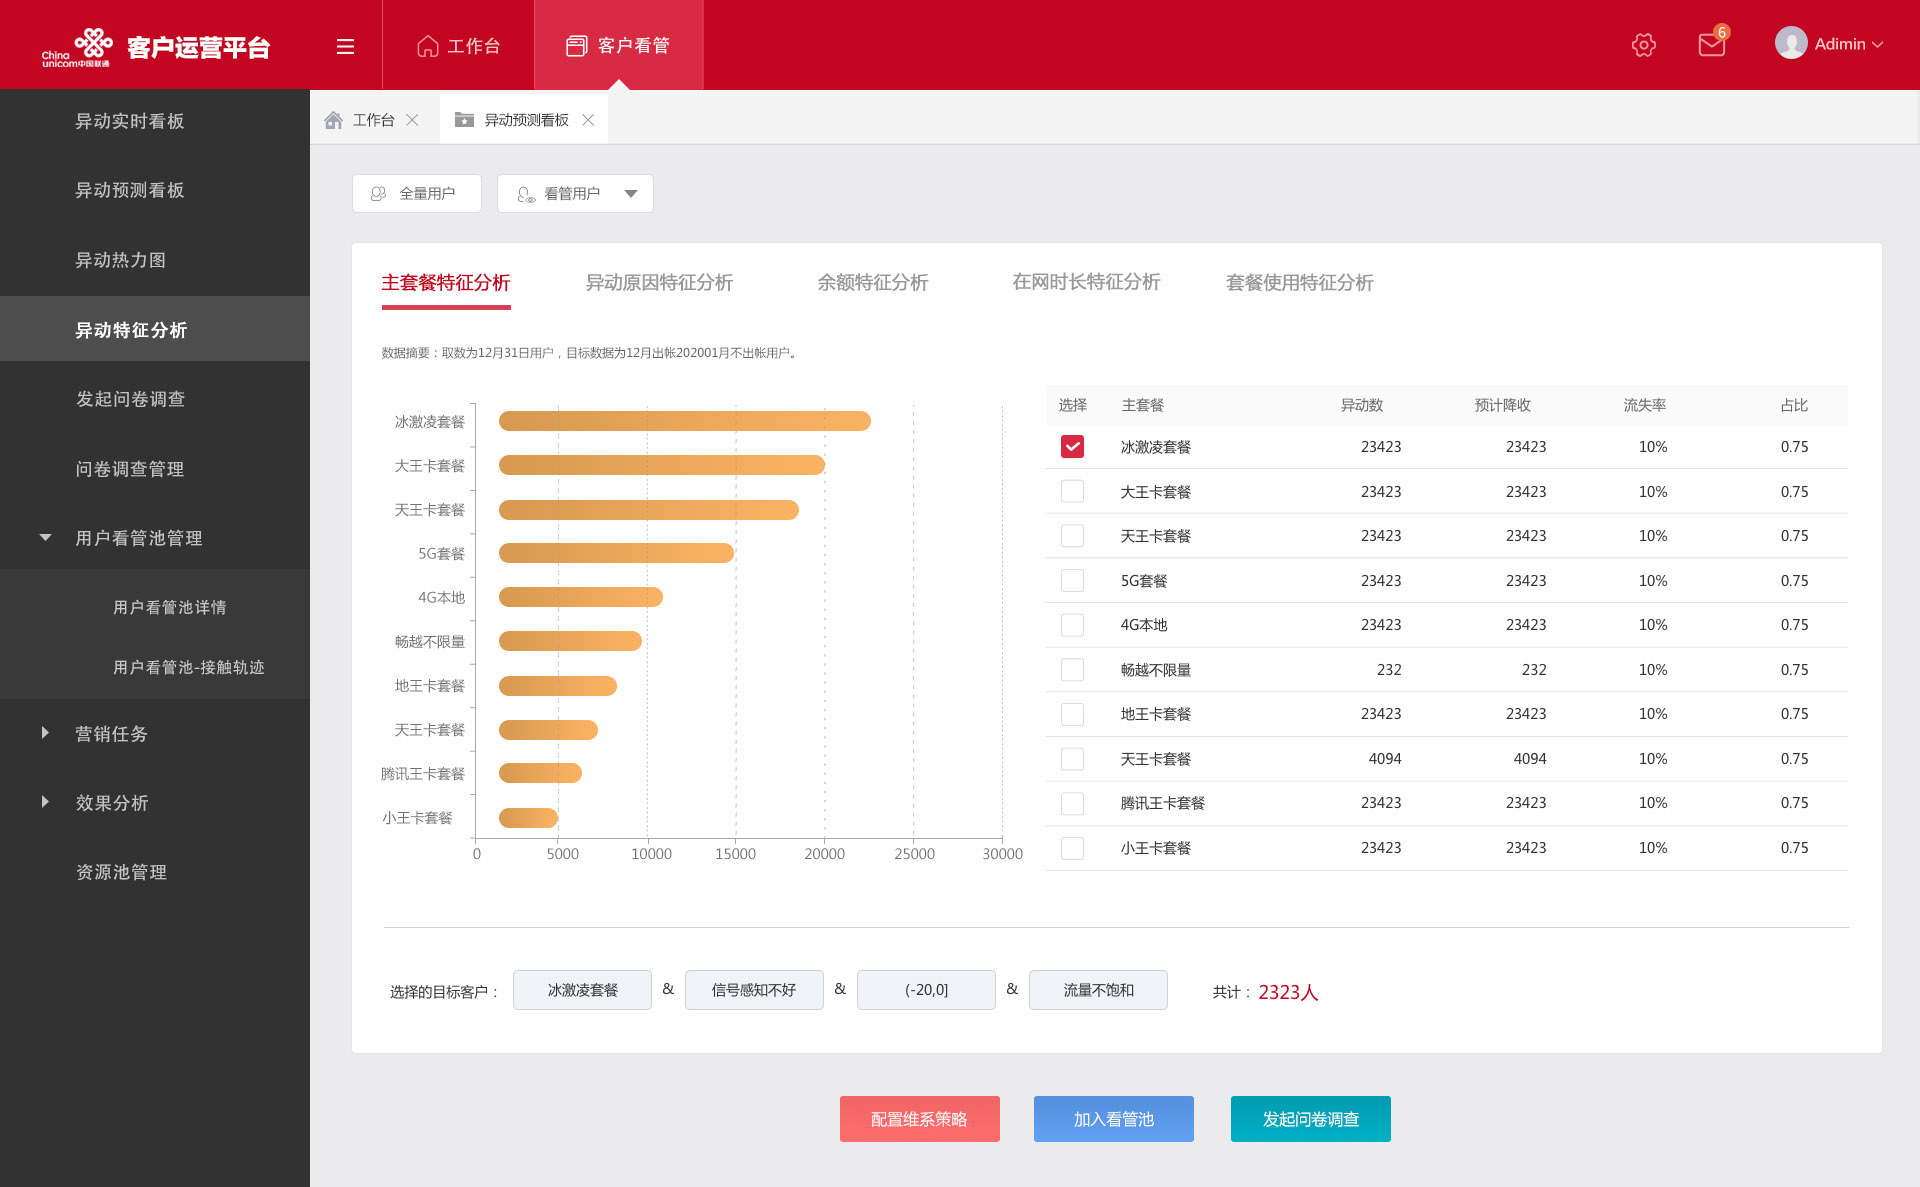 China
unicom中国联通
客户运营平台
工作台
客户看管
6
Adimin
异动实时看板
异动预测看板
异动热力图
异动特征分析
发起问卷调查
问卷调查管理
用户看管池管理
用户看管池详情
用户看管池-接触轨迹
营销任务
效果分析
资源池管理
工作台
异动预测看板
全量用户
看管用户
主套餐特征分析
异动原因特征分析
余额特征分析
在网时长特征分析
套餐使用特征分析
数据摘要：取数为12月31日用户，目标数据为12月出帐202001月不出帐用户。
冰激凌套餐
大王卡套餐
天王卡套餐
5G套餐
4G本地
畅越不限量
地王卡套餐
天王卡套餐
腾讯王卡套餐
小王卡套餐
0 5000 10000 15000 20000 25000 30000
选择 主套餐 异动数 预计降收 流失率 占比
冰激凌套餐 23423 23423 10% 0.75
大王卡套餐 23423 23423 10% 0.75
天王卡套餐 23423 23423 10% 0.75
5G套餐 23423 23423 10% 0.75
4G本地 23423 23423 10% 0.75
畅越不限量 232 232 10% 0.75
地王卡套餐 23423 23423 10% 0.75
天王卡套餐 4094 4094 10% 0.75
腾讯王卡套餐 23423 23423 10% 0.75
小王卡套餐 23423 23423 10% 0.75
选择的目标客户： 冰激凌套餐 & 信号感知不好 & (-20,0] & 流量不饱和 共计： 2323人
配置维系策略
加入看管池
发起问卷调查